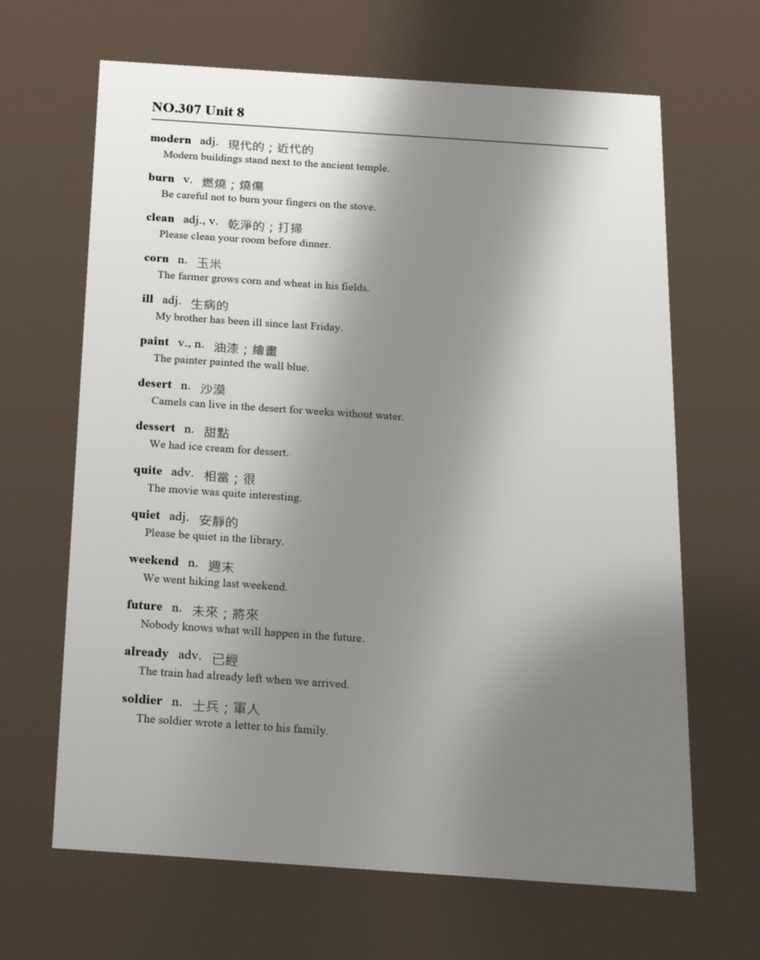 NO.307 Unit 8
modern adj. 現代的；近代的
Modern buildings stand next to the ancient temple.
burn v. 燃燒；燒傷
Be careful not to burn your fingers on the stove.
clean adj., v. 乾淨的；打掃
Please clean your room before dinner.
corn n. 玉米
The farmer grows corn and wheat in his fields.
ill adj. 生病的
My brother has been ill since last Friday.
paint v., n. 油漆；繪畫
The painter painted the wall blue.
desert n. 沙漠
Camels can live in the desert for weeks without water.
dessert n. 甜點
We had ice cream for dessert.
quite adv. 相當；很
The movie was quite interesting.
quiet adj. 安靜的
Please be quiet in the library.
weekend n. 週末
We went hiking last weekend.
future n. 未來；將來
Nobody knows what will happen in the future.
already adv. 已經
The train had already left when we arrived.
soldier n. 士兵；軍人
The soldier wrote a letter to his family.